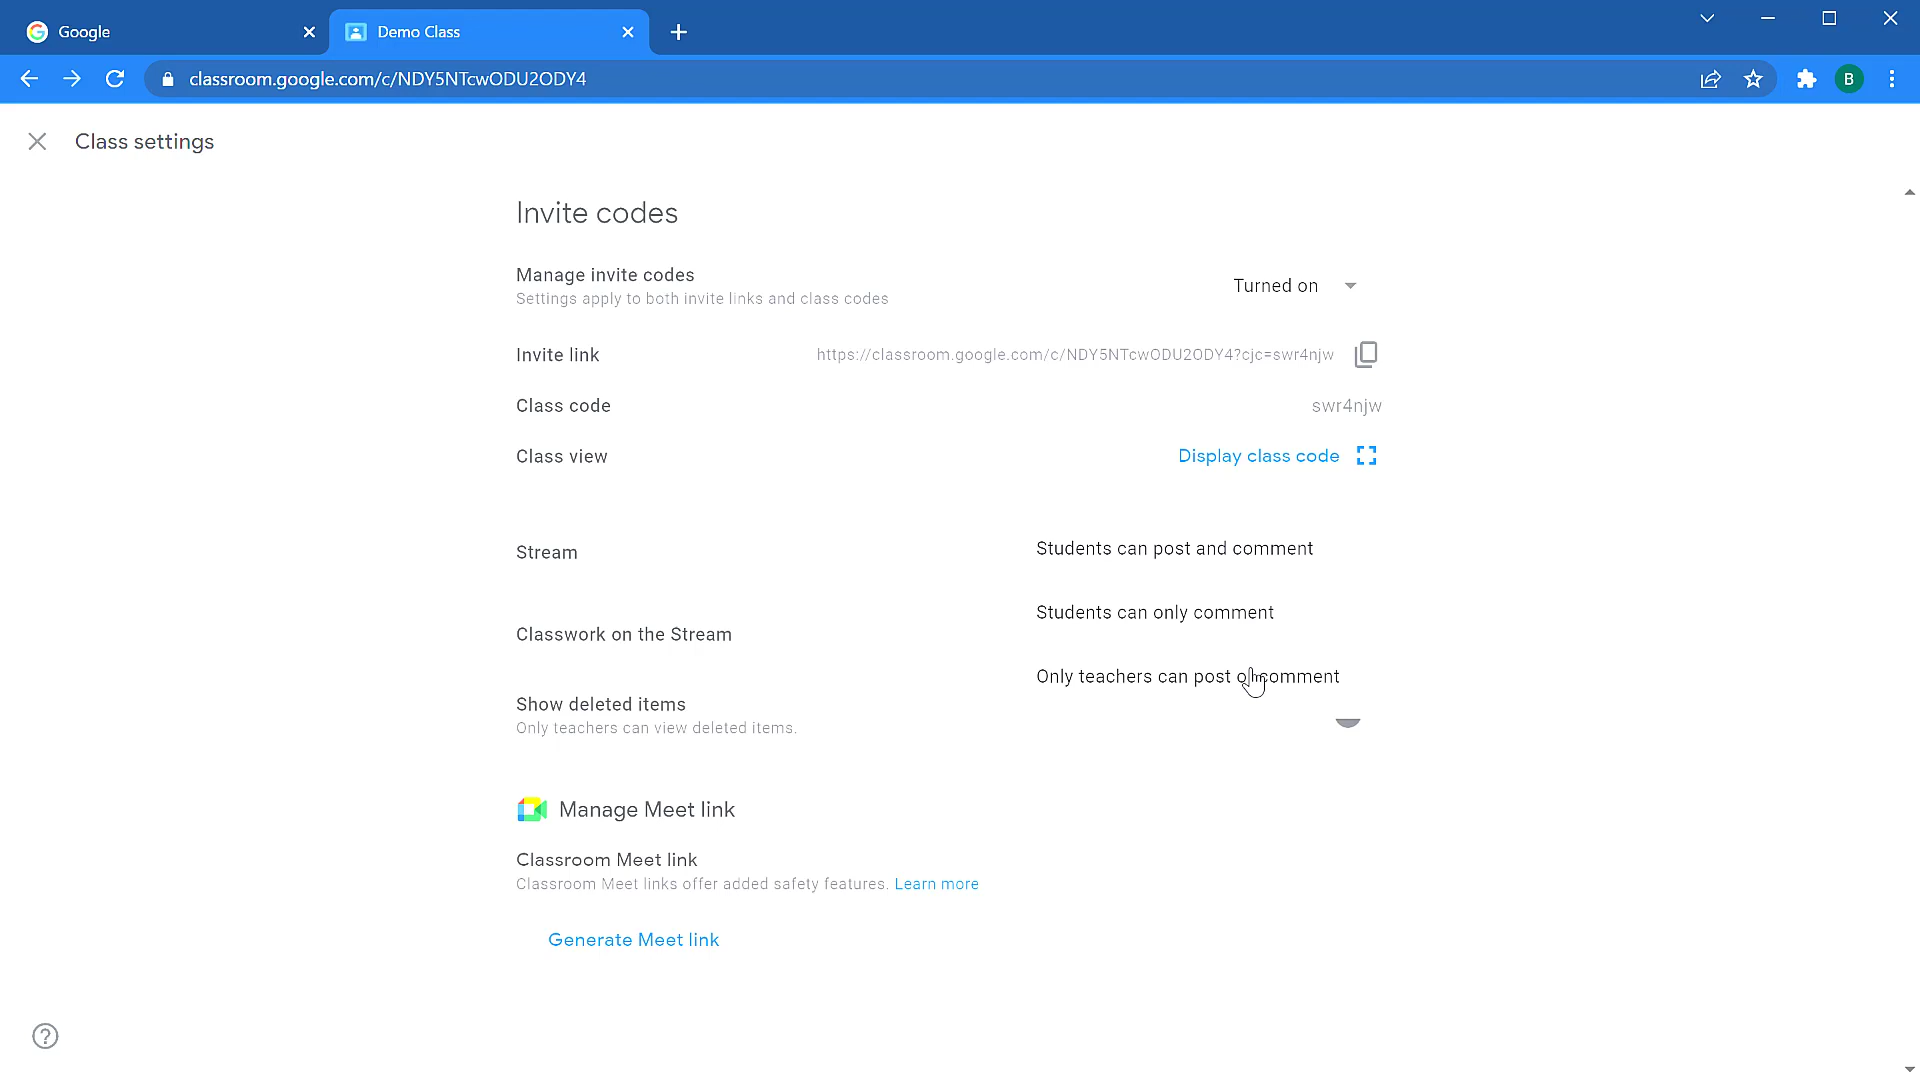 Google
Demo Class
classroom.google.com/c/NDY5NTcwODU2ODY4
B
Class settings
Invite codes
Manage invite codes
Settings apply to both invite links and class codes
Turned on
Invite link
https://classroom.google.com/c/NDY5NTcwODU2ODY4?cjc=swr4njw
Class code
swr4njw
Class view
Display class code
Stream
Students can post and comment
Students can only comment
Classwork on the Stream
Only teachers can post or comment
Show deleted items
Only teachers can view deleted items.
Manage Meet link
Classroom Meet link
Classroom Meet links offer added safety features. Learn more
Generate Meet link